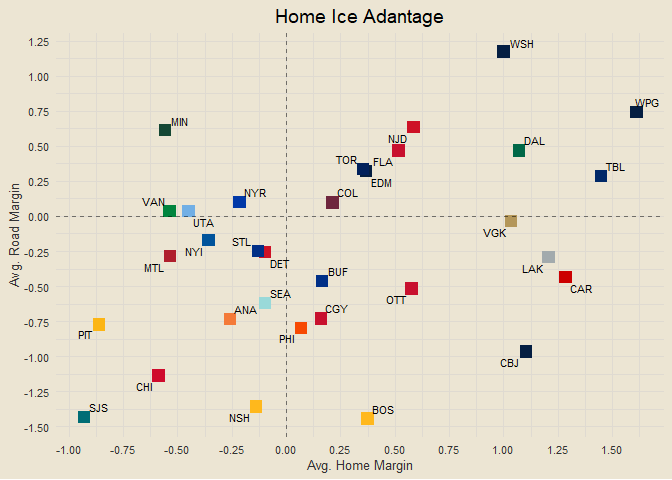 Home Ice Adantage
1.25
WSH
1.00
WPG
0.75
MIN
NJD
DAL
0.50
TOR
FLA
TBL
0.25
EDM
VAN
NYR
COL
0.00
UTA
VGK
STL
NYI
-0.25
MTL
DET
LAK
BUF
CAR
-0.50
SEA
OTT
ANA
CGY
-0.75
PIT
PHI
-1.00
CBJ
CHI
-1.25
SJS
NSH
BOS
-1.50
-1.00
-0.75
-0.50
-0.25
0.00
0.25
0.50
0.75
1.00
1.25
1.50
Avg. Home Margin
Avg. Road Margin